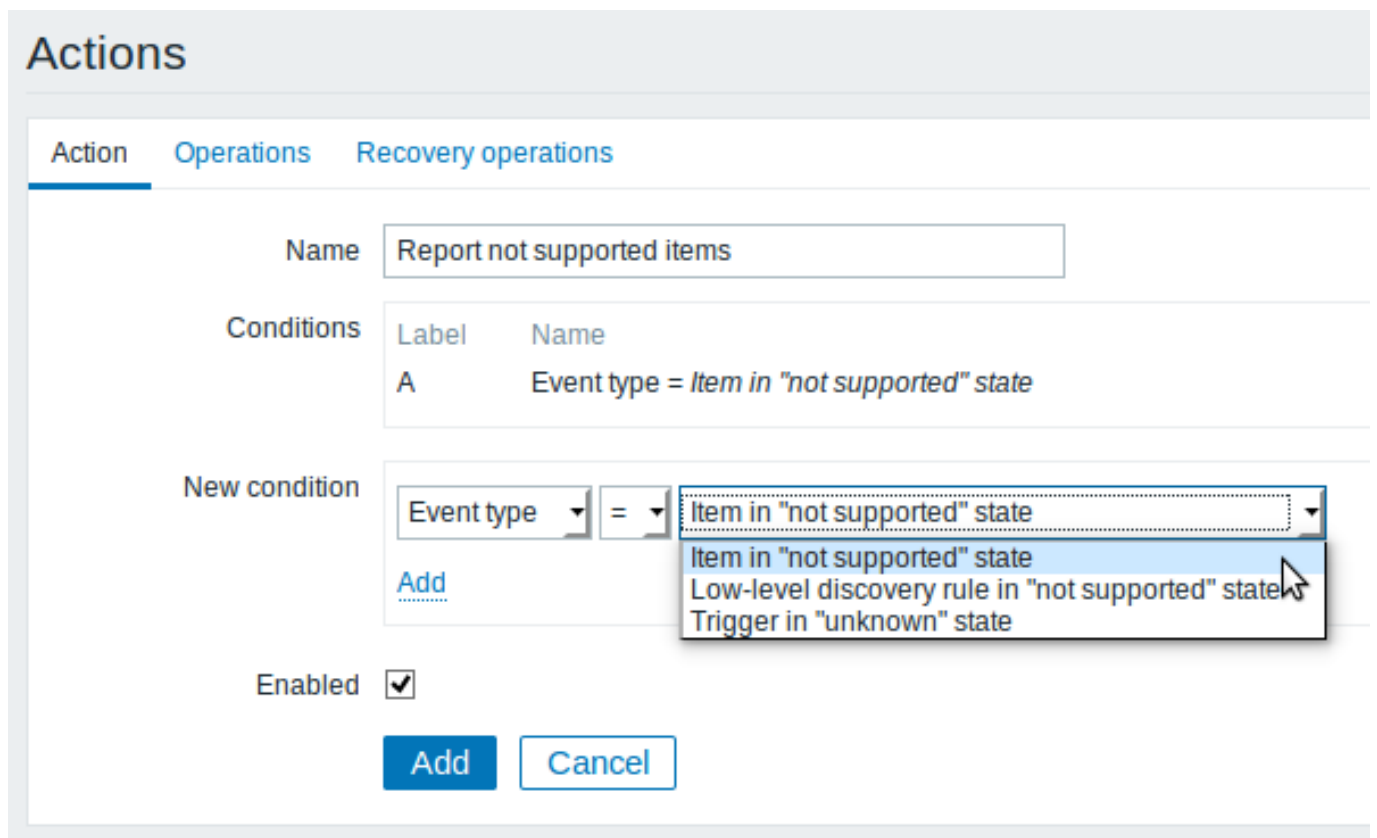 Actions
Action Operations Recovery operations
Name Report not supported items
Conditions Label Name
A Event type = Item in "not supported" state
New condition
Event type = Item in "not supported" state
Item in "not supported" state
Add Low-level discovery rule in "not supported" state
Trigger in "unknown" state
Enabled
Add Cancel